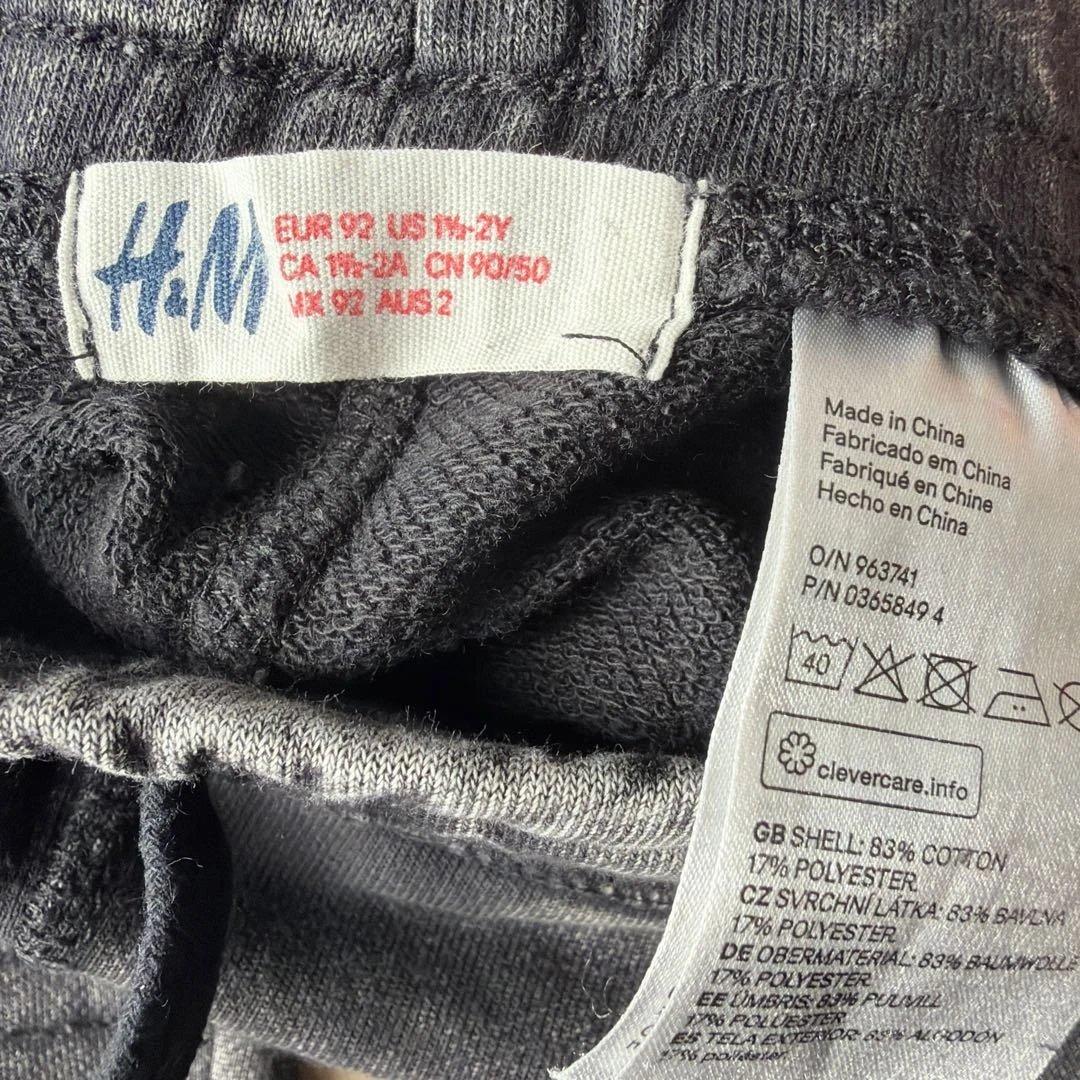 H&M
EUR 92 US 1½-2Y
CA 1½-2A CN 90/50
MX 92 AUS 2
Made in China
Fabricado em China
Fabriqué en Chine
Hecho en China
O/N 963741
P/N 0365849 4
40
clevercare.info
GB SHELL: 83% COTTON
17% POLYESTER
CZ SVRCHNÍ LÁTKA: 83% BAVLNA
17% POLYESTER
DE OBERMATERIAL: 83% BAUMWOLLE
17% POLYESTER
EE ÜMBRIS: 83% PUUVILL
17% POLÜESTER
ES TELA EXTERIOR: 83% ALGODÓN
17% poliéster